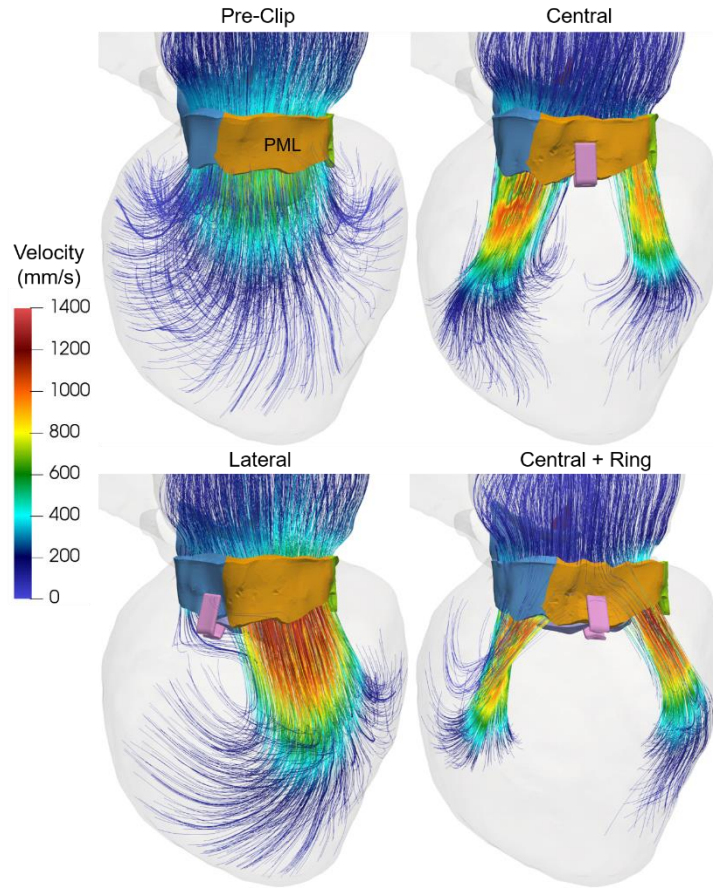 Pre-Clip
Central
PML
Velocity
(mm/s)
1400
1200
1000
800
600
400
200
0
Lateral
Central + Ring